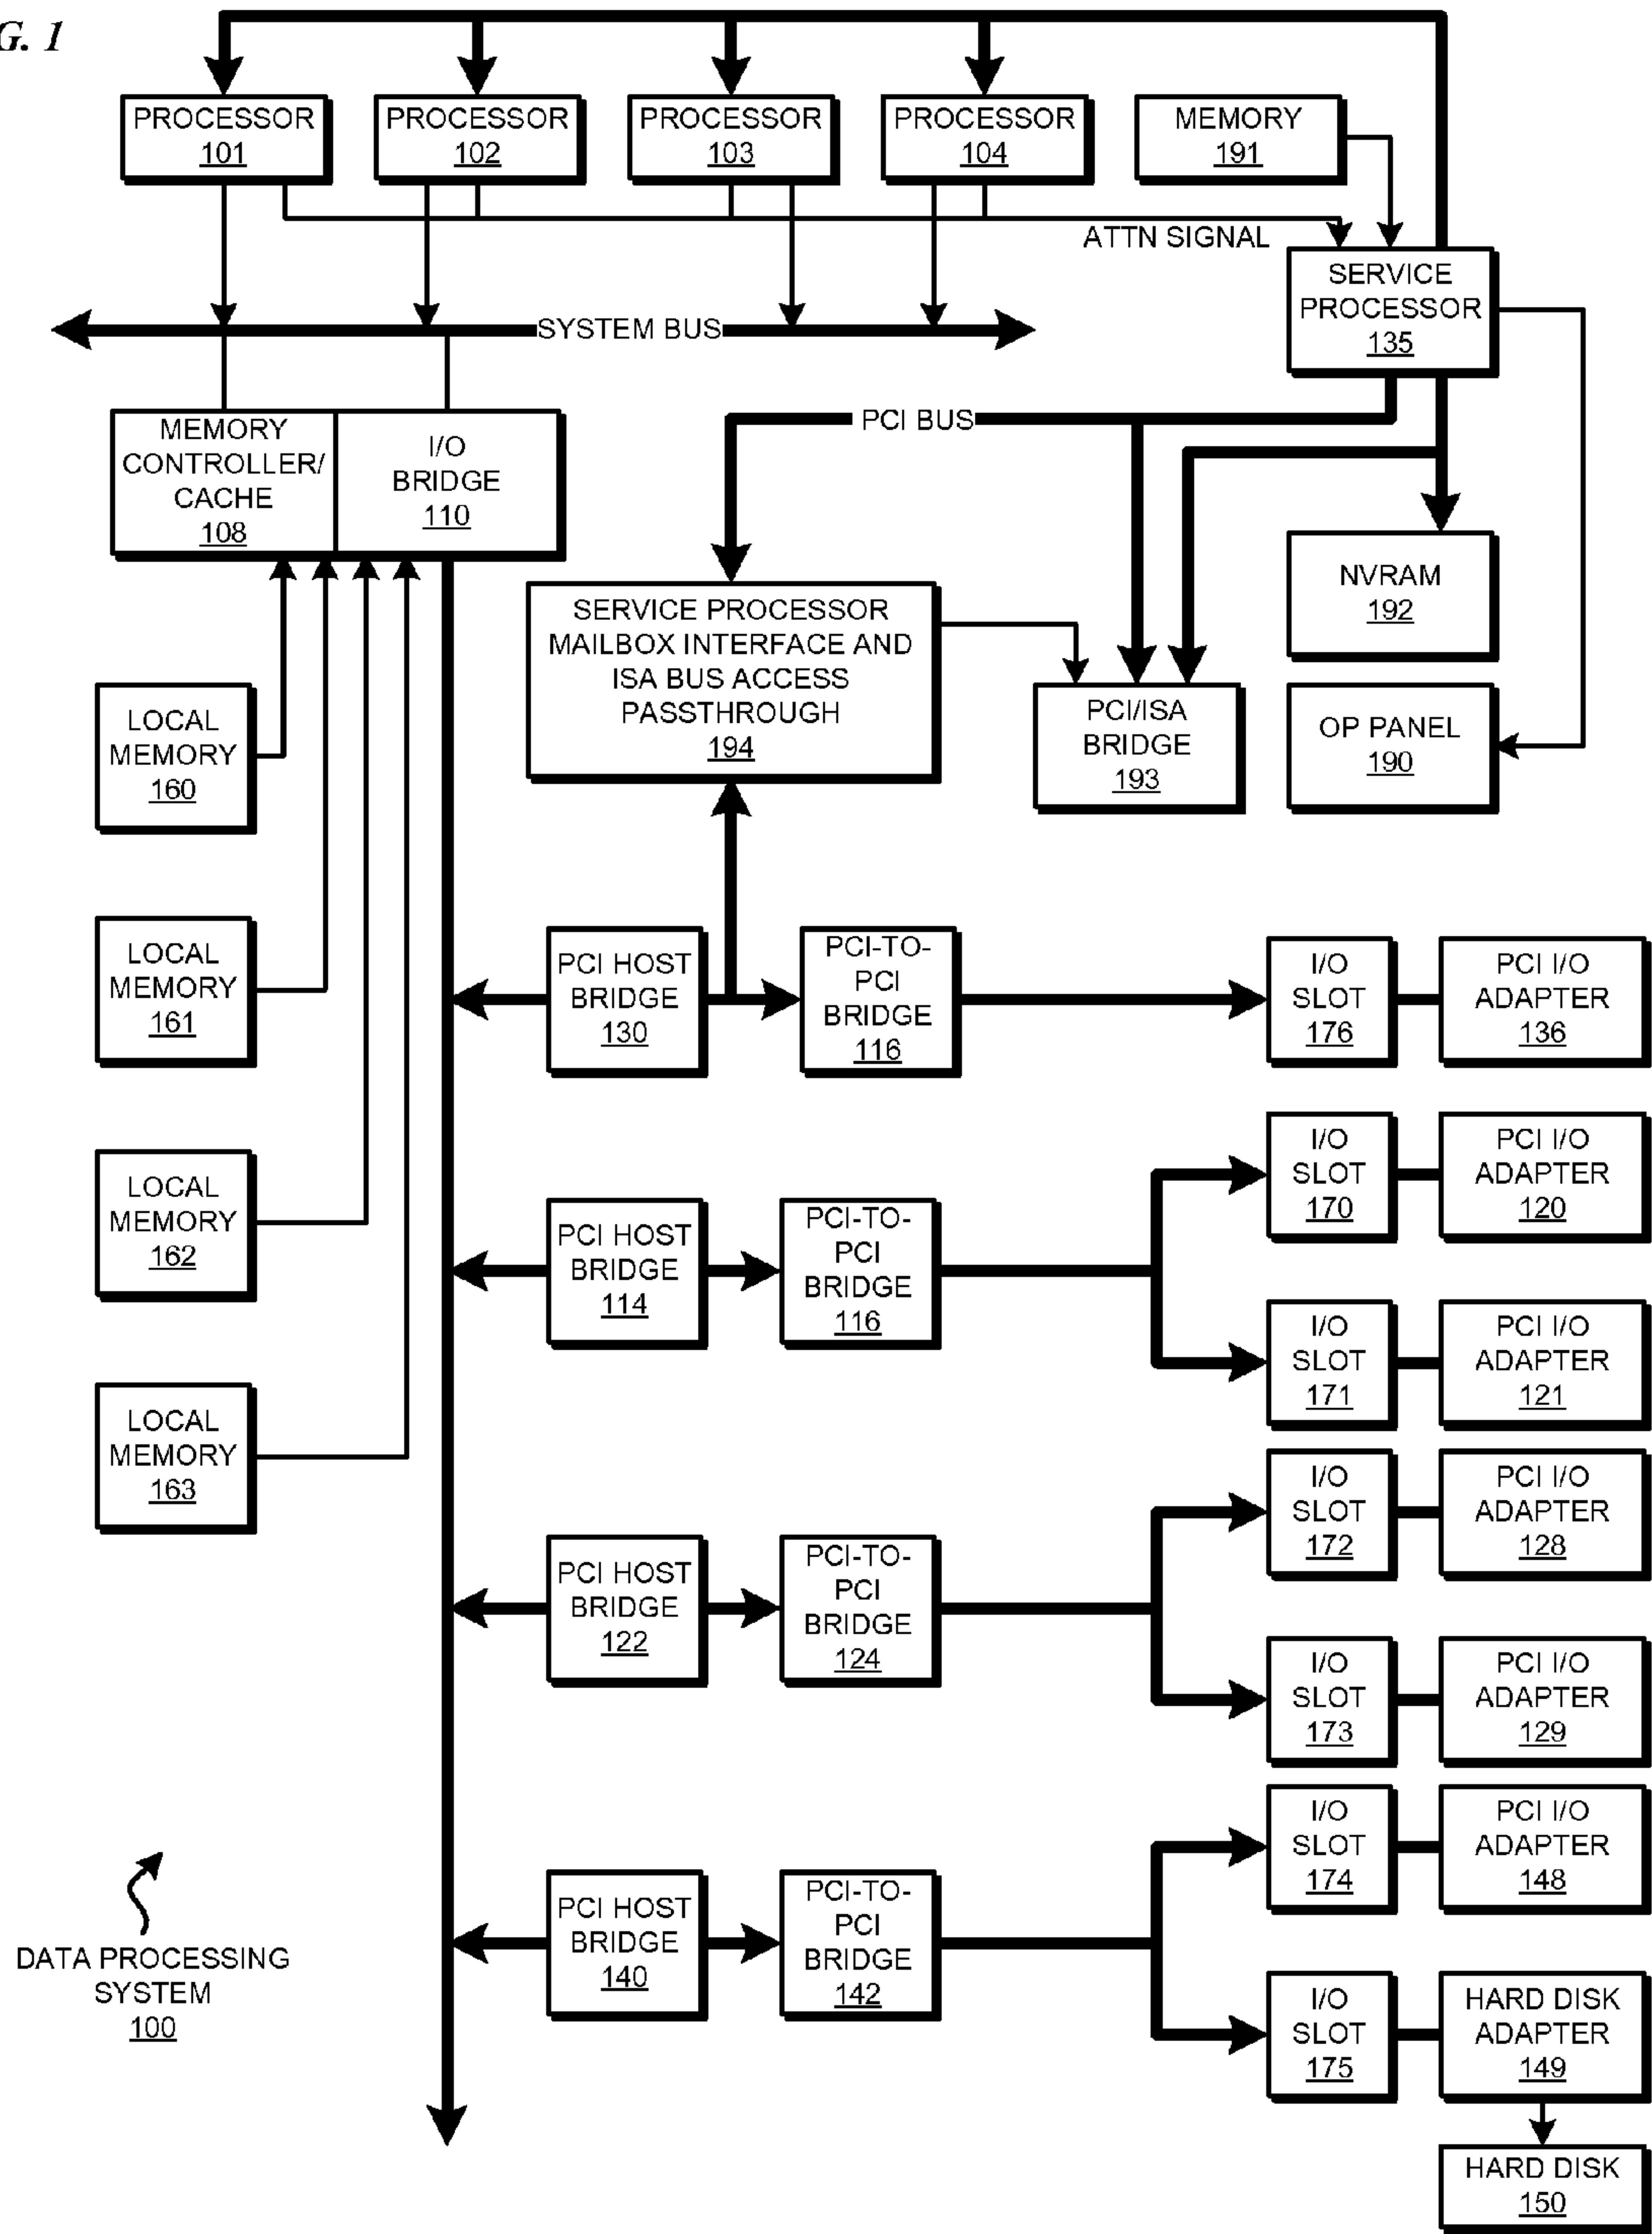 G. 1
PROCESSOR
101
PROCESSOR
102
PROCESSOR
103
PROCESSOR
104
MEMORY
191
ATTN SIGNAL
SERVICE
PROCESSOR
135
SYSTEM BUS
PCI BUS
MEMORY
CONTROLLER/
CACHE
108
I/O
BRIDGE
110
NVRAM
192
SERVICE PROCESSOR
MAILBOX INTERFACE AND
ISA BUS ACCESS
PASSTHROUGH
194
PCI/ISA
BRIDGE
193
OP PANEL
190
LOCAL
MEMORY
160
LOCAL
MEMORY
161
PCI HOST
BRIDGE
130
PCI-TO-
PCI
BRIDGE
116
I/O
SLOT
176
PCI I/O
ADAPTER
136
LOCAL
MEMORY
162
PCI HOST
BRIDGE
114
PCI-TO-
PCI
BRIDGE
116
I/O
SLOT
170
PCI I/O
ADAPTER
120
I/O
SLOT
171
PCI I/O
ADAPTER
121
LOCAL
MEMORY
163
PCI HOST
BRIDGE
122
PCI-TO-
PCI
BRIDGE
124
I/O
SLOT
172
PCI I/O
ADAPTER
128
I/O
SLOT
173
PCI I/O
ADAPTER
129
DATA PROCESSING
SYSTEM
100
PCI HOST
BRIDGE
140
PCI-TO-
PCI
BRIDGE
142
I/O
SLOT
174
PCI I/O
ADAPTER
148
I/O
SLOT
175
HARD DISK
ADAPTER
149
HARD DISK
150